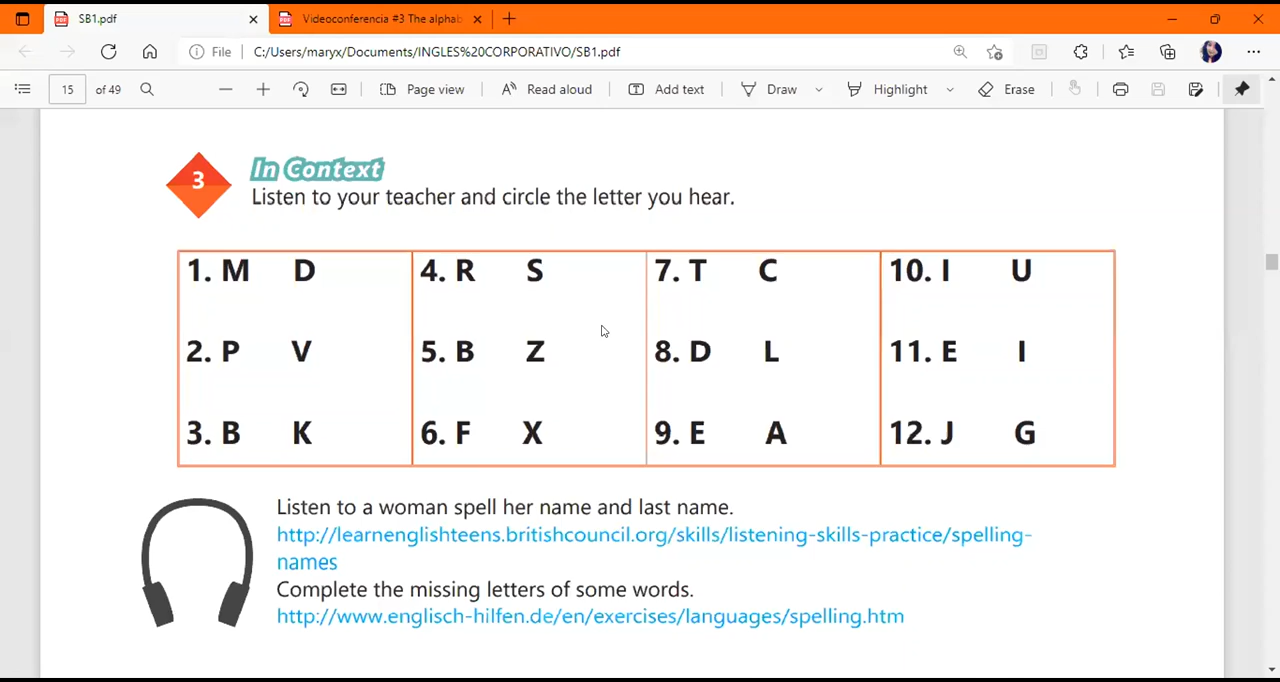 SB1.pdf
Videoconferencia #3 The alphab
File C:/Users/maryx/Documents/INGLES%20CORPORATIVO/SB1.pdf
15 of 49 Page view Read aloud Add text Draw Highlight Erase
3
In Context
Listen to your teacher and circle the letter you hear.
1. M D 4. R S 7. T C 10. I U
2. P V 5. B Z 8. D L 11. E I
3. B K 6. F X 9. E A 12. J G
Listen to a woman spell her name and last name.
http://learnenglishteens.britishcouncil.org/skills/listening-skills-practice/spelling-
names
Complete the missing letters of some words.
http://www.englisch-hilfen.de/en/exercises/languages/spelling.htm